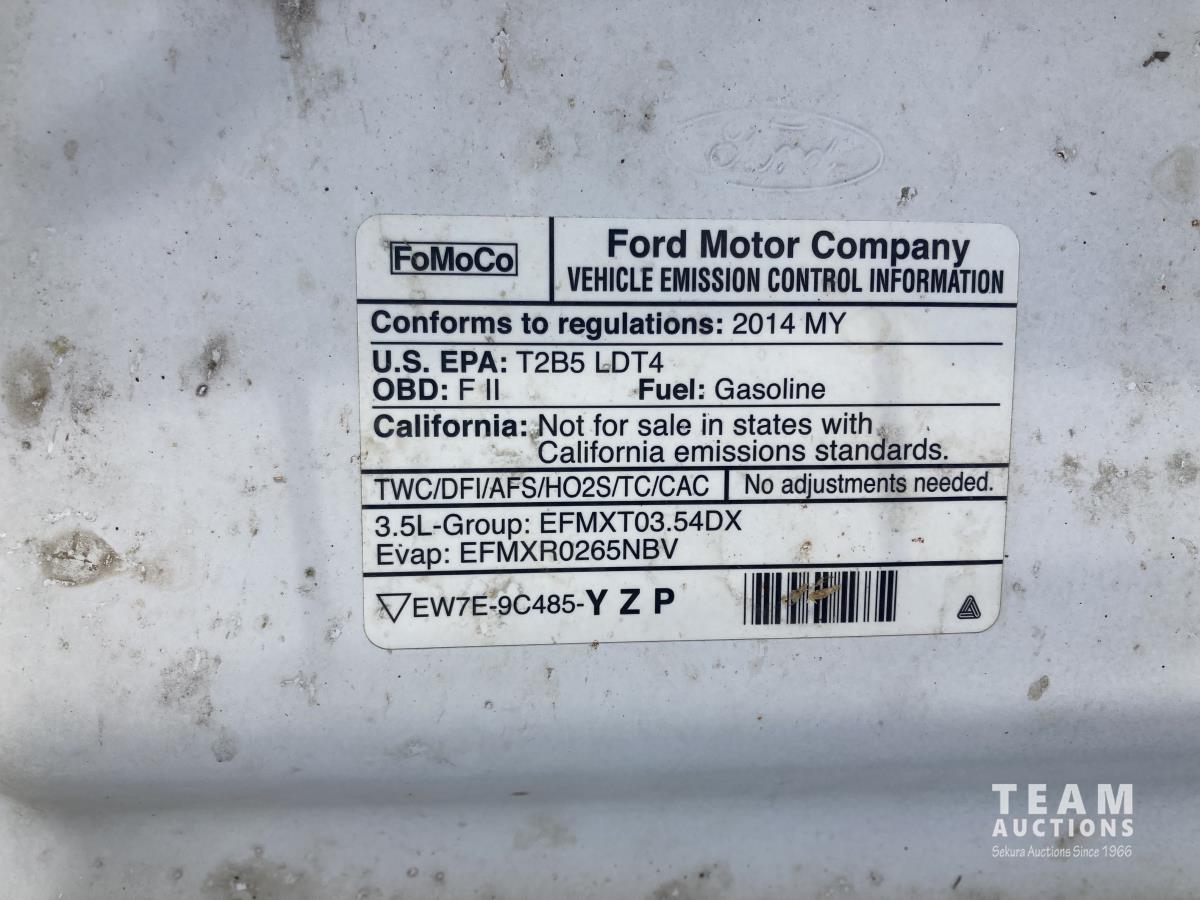 Ford
FoMoCo
Ford Motor Company
VEHICLE EMISSION CONTROL INFORMATION
Conforms to regulations: 2014 MY
U.S. EPA: T2B5 LDT4
OBD: F II Fuel: Gasoline
California: Not for sale in states with
California emissions standards.
TWC/DFI/AFS/HO2S/TC/CAC No adjustments needed.
3.5L-Group: EFMXT03.54DX
Evap: EFMXR0265NBV
EW7E-9C485-Y Z P
TEAM
AUCTIONS
Sekura Auctions Since 1966